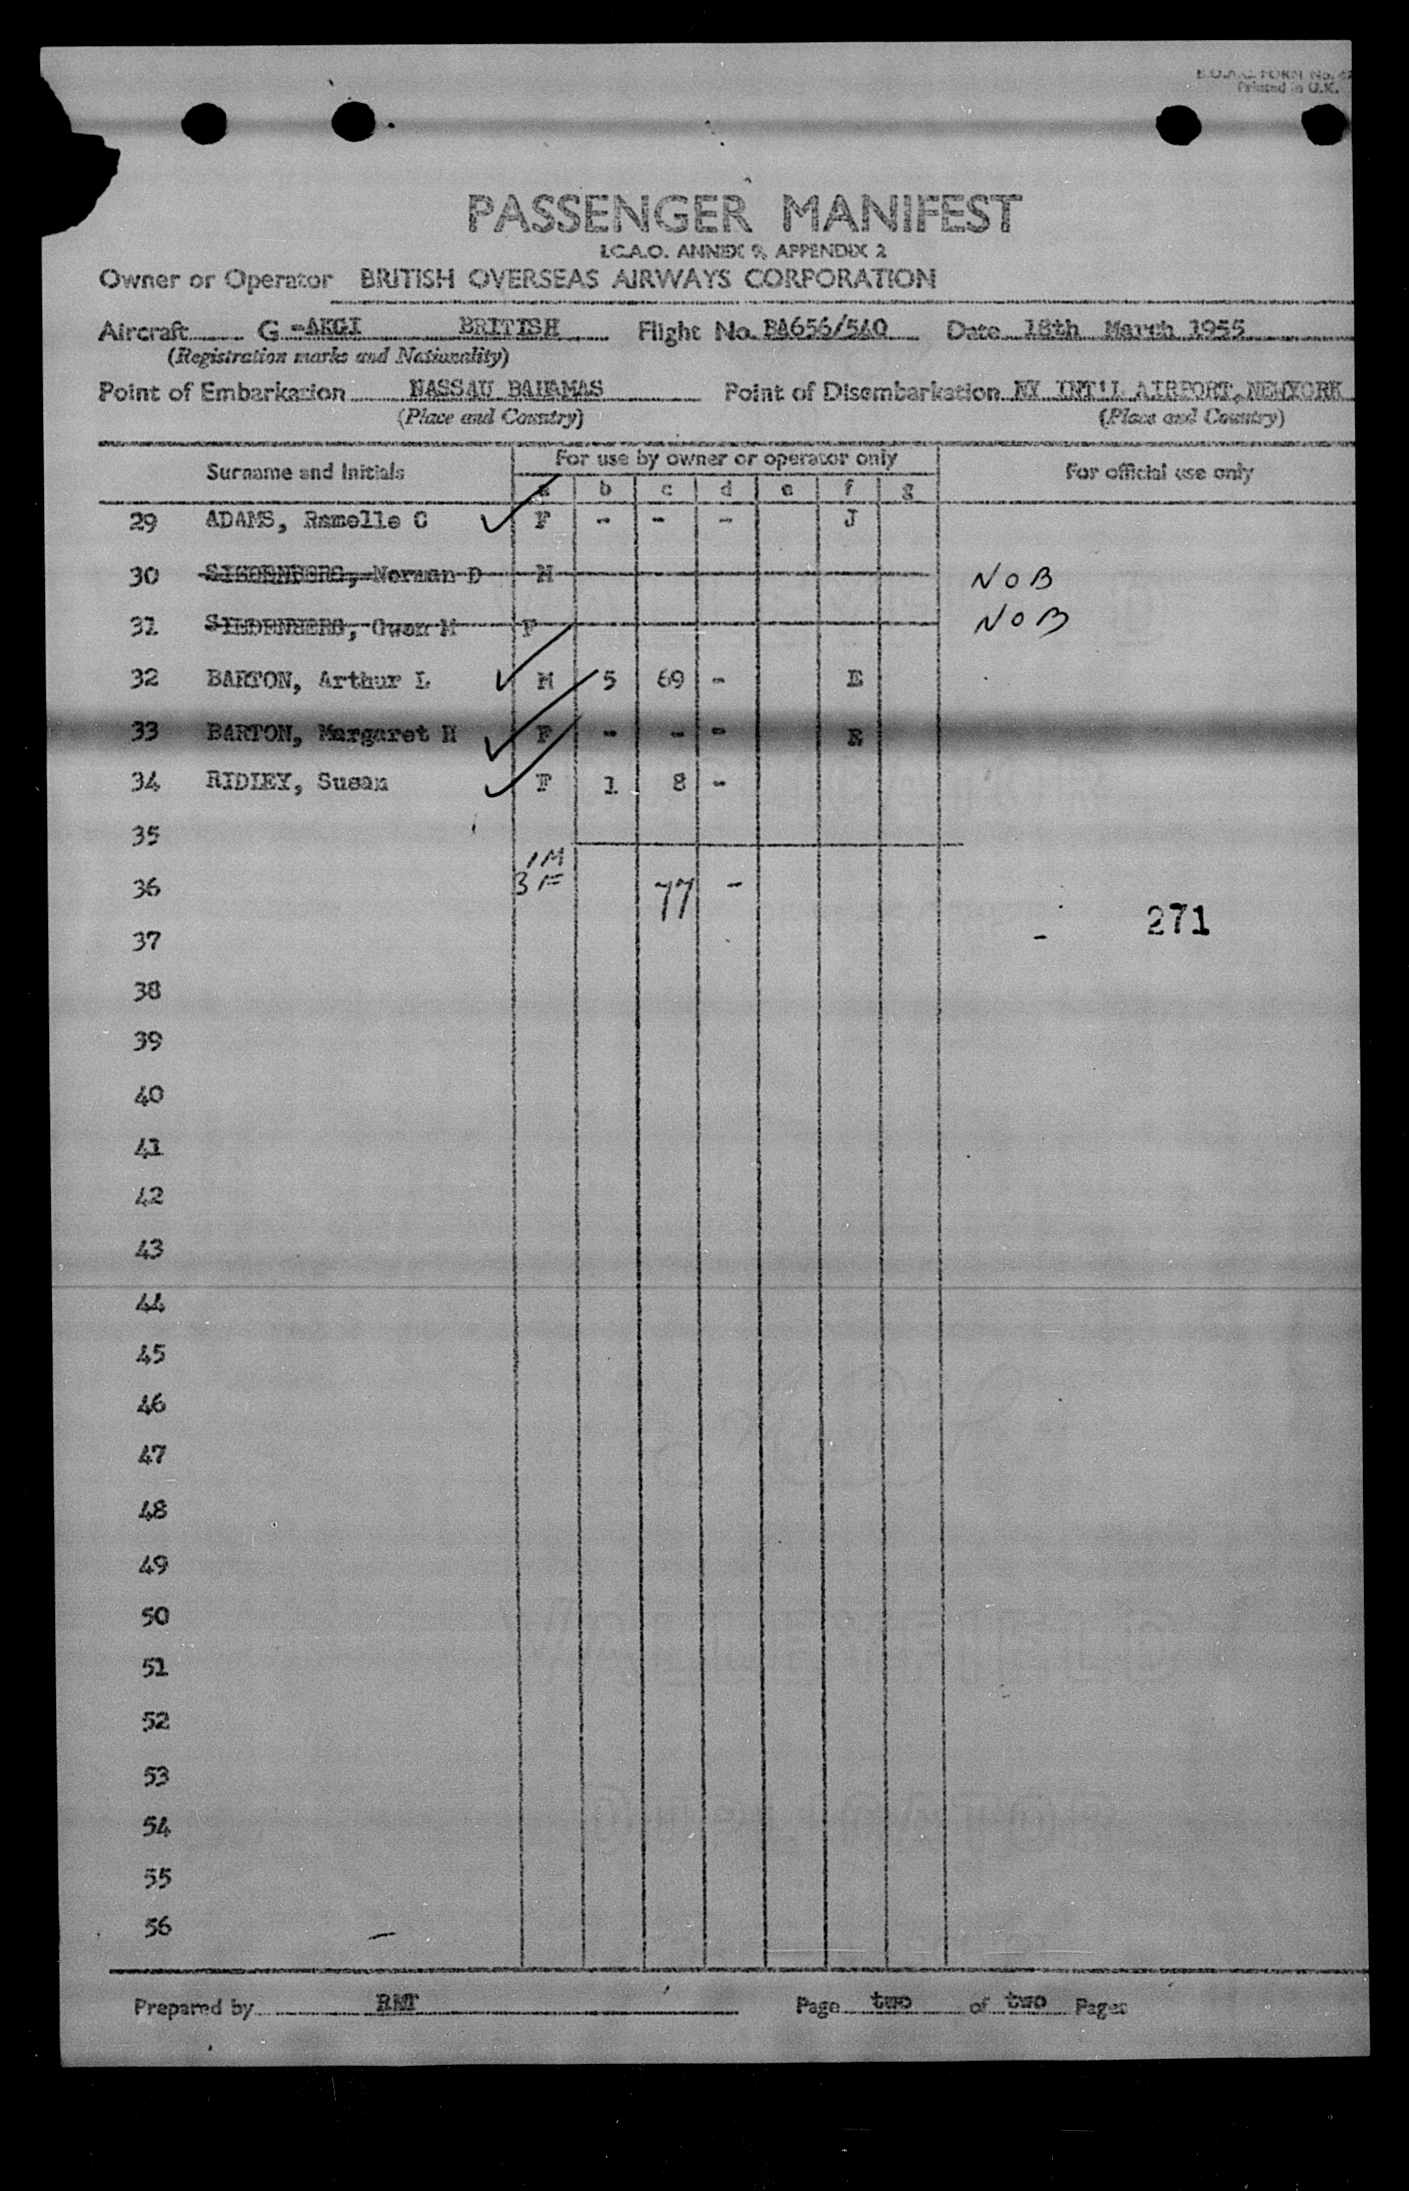 B.O.A.C. FORM No.
Printed in U.K.
PASSENGER MANIFEST
I.C.A.O. ANNEX 9, APPENDIX 2
Owner or Operator BRITISH OVERSEAS AIRWAYS CORPORATION
Aircraft G-AKGI BRITISH Flight No. BA656/540 Date 18th March 1955
(Registration marks and Nationality)
Point of Embarkation NASSAU BAHAMAS Point of Disembarkation NY INT'L AIRPORT, NEWYORK
(Place and Country) (Place and Country)
Surname and Initials For use by owner or operator only For official use only
a b c d e f g
29 ADAMS, Ramelle C F - - - J
30 Norman D M NOB
31 Gwen M F NOB
32 BARTON, Arthur L M 5 69 - E
33 BARTON, Margaret H F - - - E
34 RIDLEY, Susan F 1 8 -
35
1M
36 3F 77 -
271
37
38
39
40
41
42
43
44
45
46
47
48
49
50
51
52
53
54
55
56
Prepared by RMT Page two of two Pages